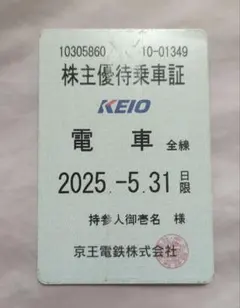 10305860 10-01349
株主優待乗車証
KEIO
電車 全線
2025.-5.31 日限
持参人御壱名 様
京王電鉄株式会社